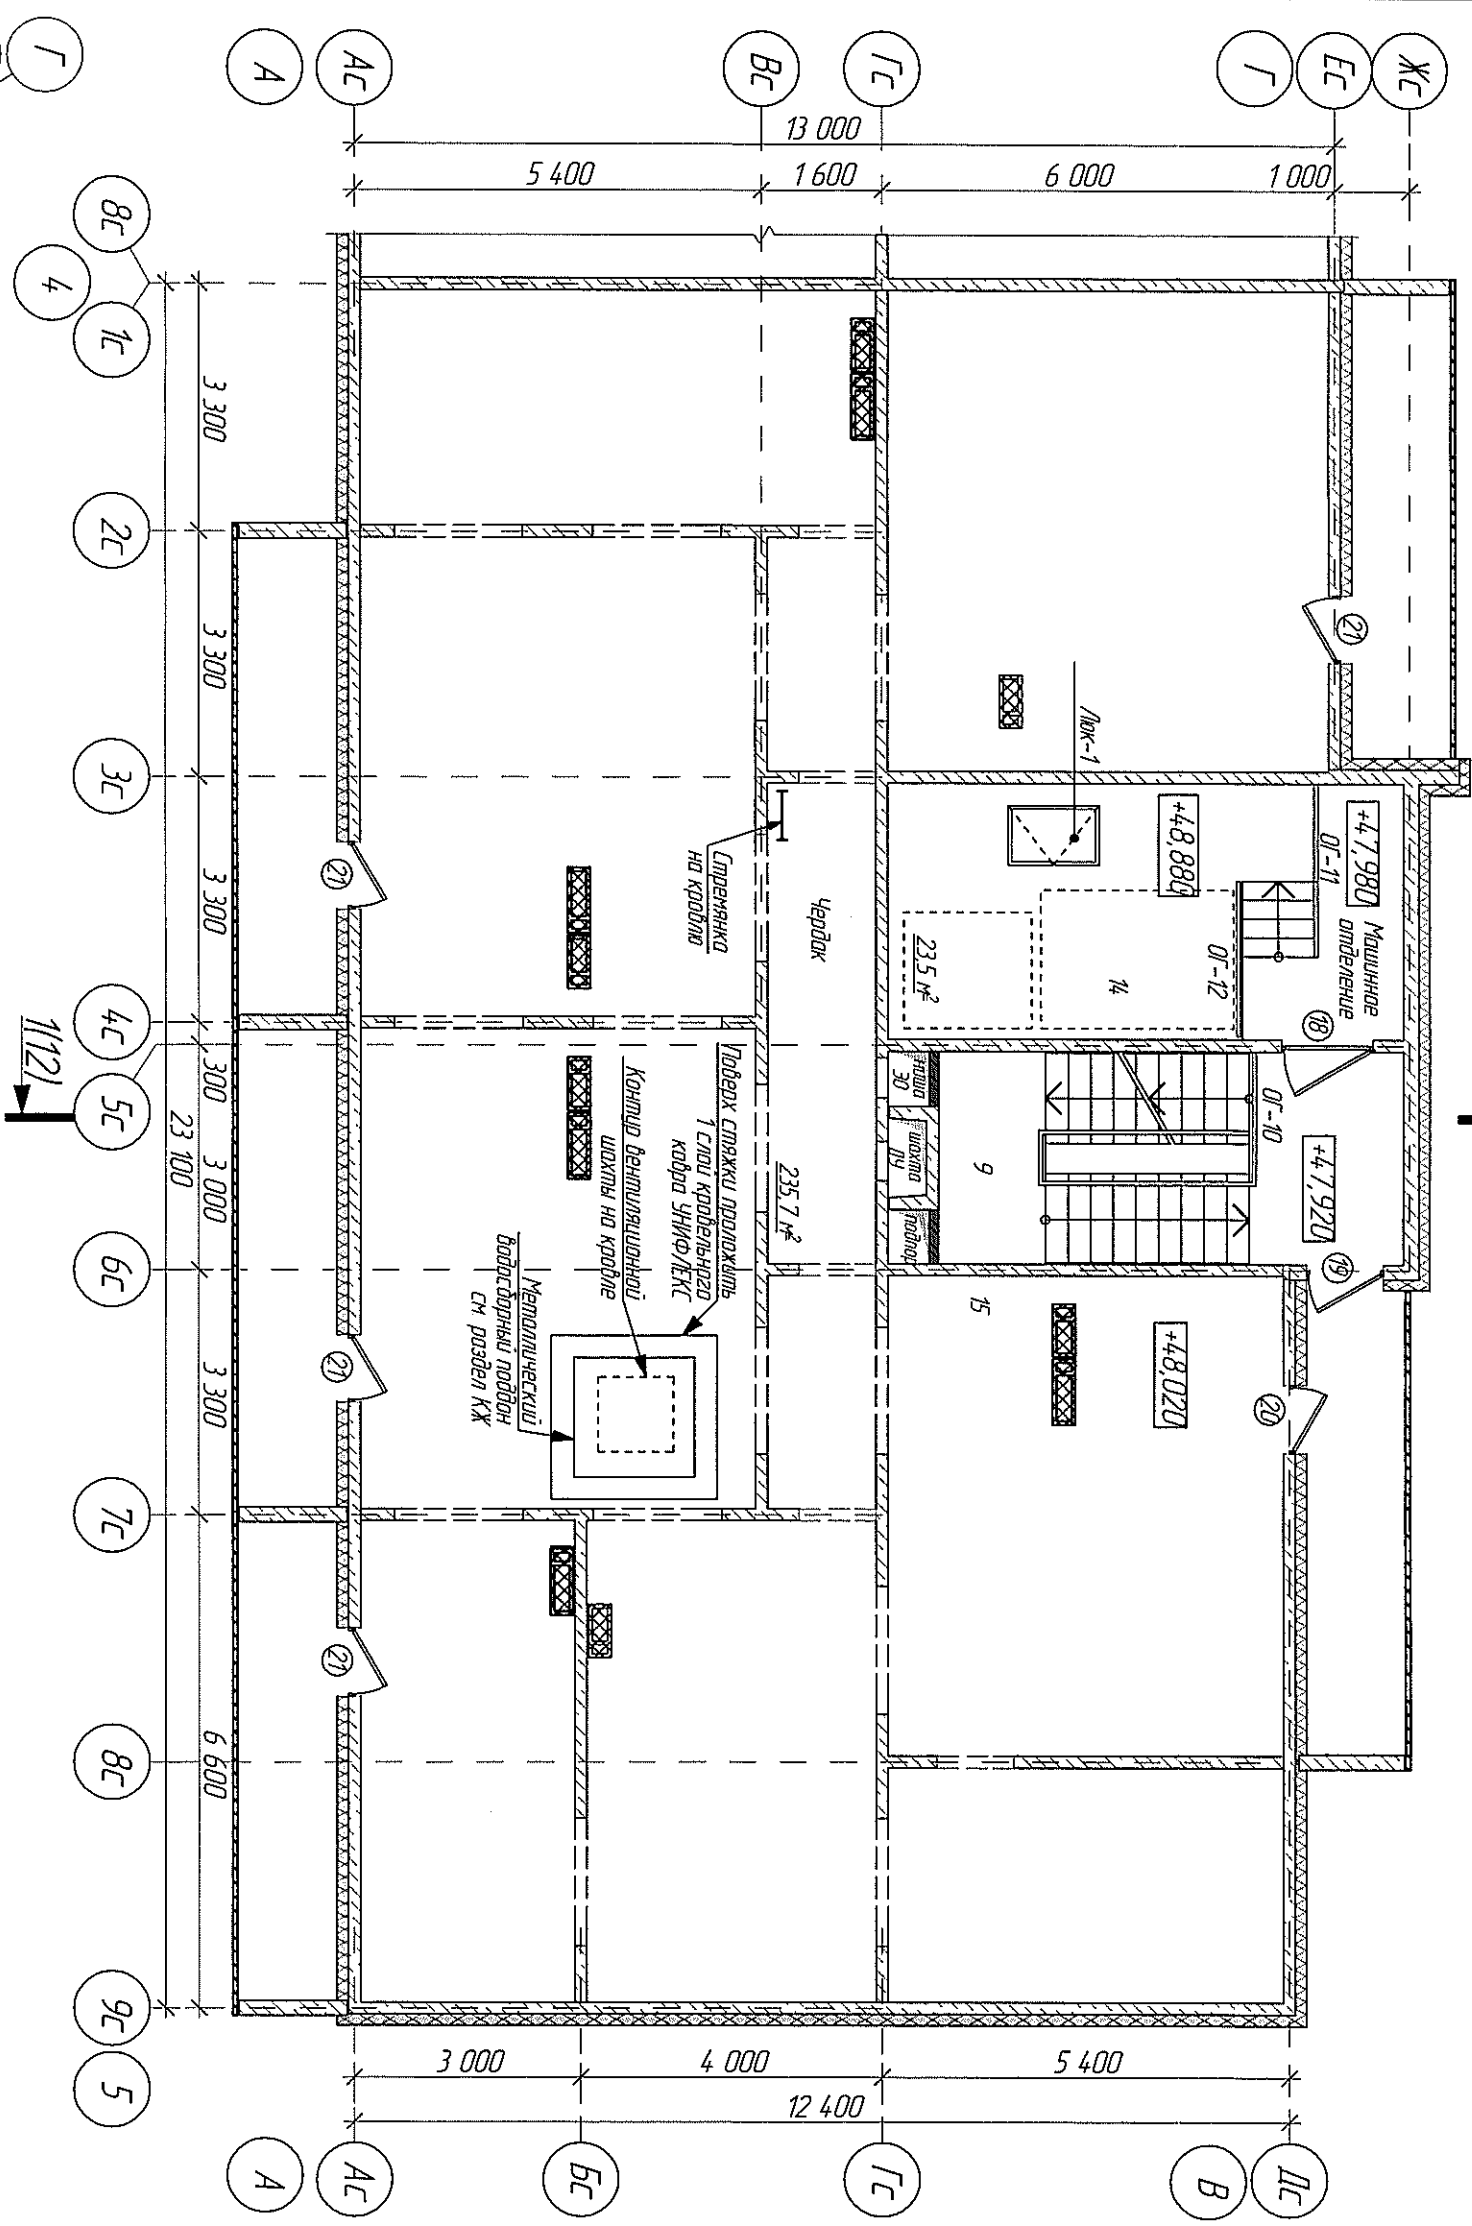 Г
А
Ас
Вс
Гс
Г
Ес
Жс
13 000
5 400
1 600
6 000
1 000
8с
4
1с
2с
3с
4с
5с
6с
7с
8с
9с
5
3 300
3 300
3 300
300
3 000
3 300
6 600
23 100
1(12)
21
21
21
21
18
19
20
Люк-1
+48,880
+47,980
ОГ-11
Машинное
отделение
ОГ-12
14
23,5 м²
Стремянка
на кровлю
Чердак
235,7 м²
ОГ-10
+47,920
9
ниша
ЭО
шахта
ДУ
подпор
15
+48,020
Поверх стяжки проложить
1 слой кровельного
ковра УНИФЛЕКС
Контур вентиляционной
шахты на кровле
Металлический
водосборный поддон
см. раздел КЖ
3 000
4 000
5 400
12 400
А
Ас
Бс
Гс
В
Дс